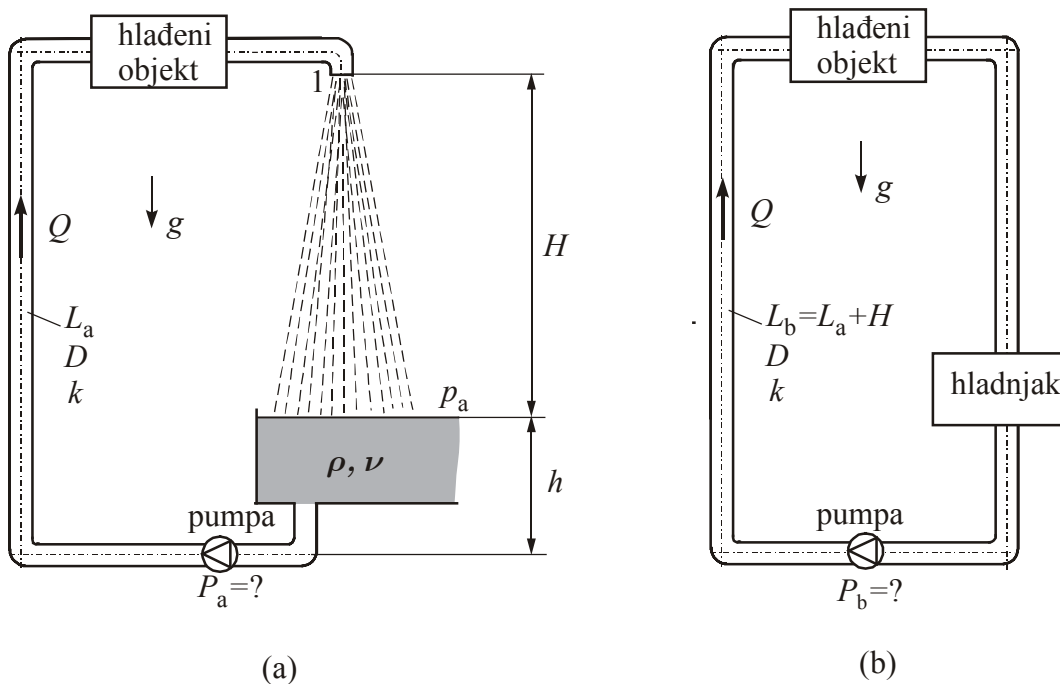 hlađeni
objekt
1
Q
g
H
L_a
D
k
p_a
ρ, ν
h
pumpa
P_a=?
(a)
hlađeni
objekt
g
Q
L_b=L_a+H
D
k
hladnjak
pumpa
P_b=?
(b)